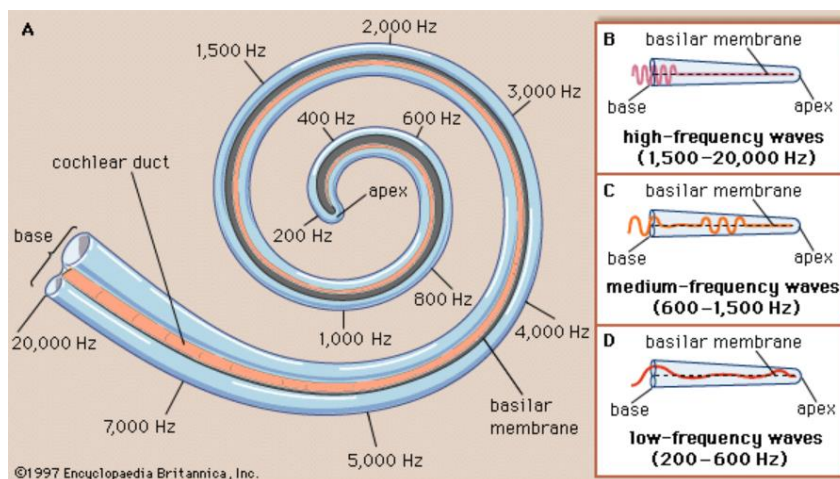 A
2,000 Hz
1,500 Hz
3,000 Hz
400 Hz
600 Hz
cochlear duct
apex
200 Hz
base
800 Hz
1,000 Hz
4,000 Hz
20,000 Hz
7,000 Hz
basilar
membrane
5,000 Hz
©1997 Encyclopaedia Britannica, Inc.
B
basilar membrane
base
apex
high-frequency waves
(1,500–20,000 Hz)
C
basilar membrane
base
apex
medium-frequency waves
(600–1,500 Hz)
D
basilar membrane
base
apex
low-frequency waves
(200–600 Hz)